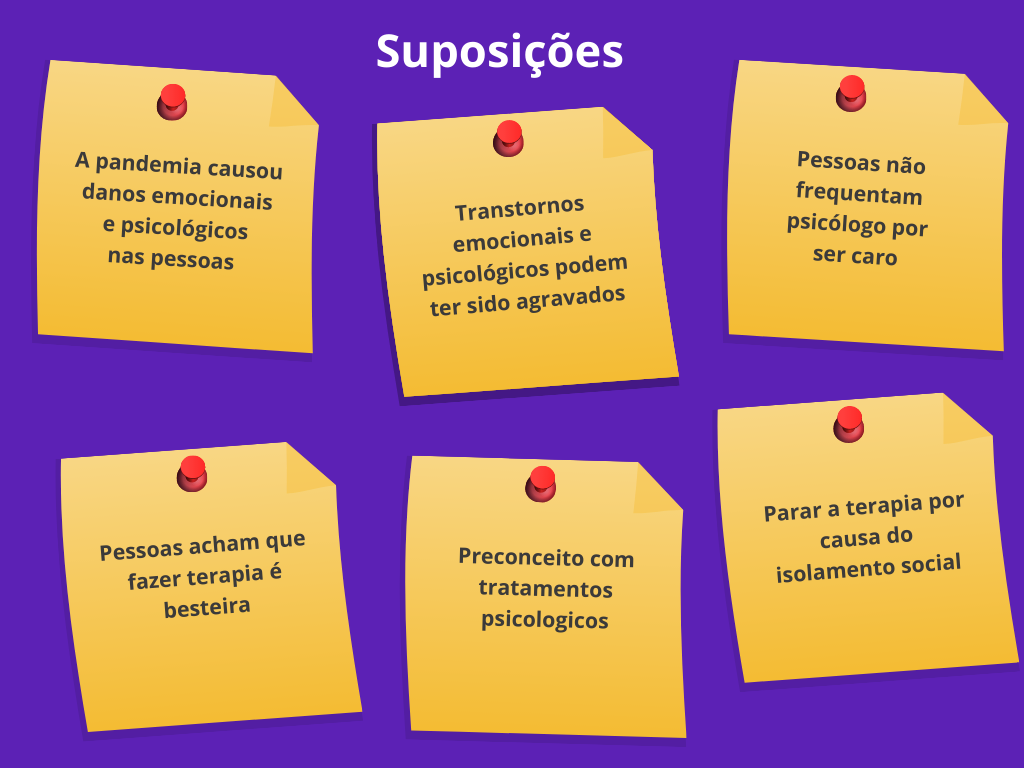 Suposições
A pandemia causou
danos emocionais
e psicológicos
nas pessoas
Transtornos
emocionais e
psicológicos podem
ter sido agravados
Pessoas não
frequentam
psicólogo por
ser caro
Pessoas acham que
fazer terapia é
besteira
Preconceito com
tratamentos
psicologicos
Parar a terapia por
causa do
isolamento social